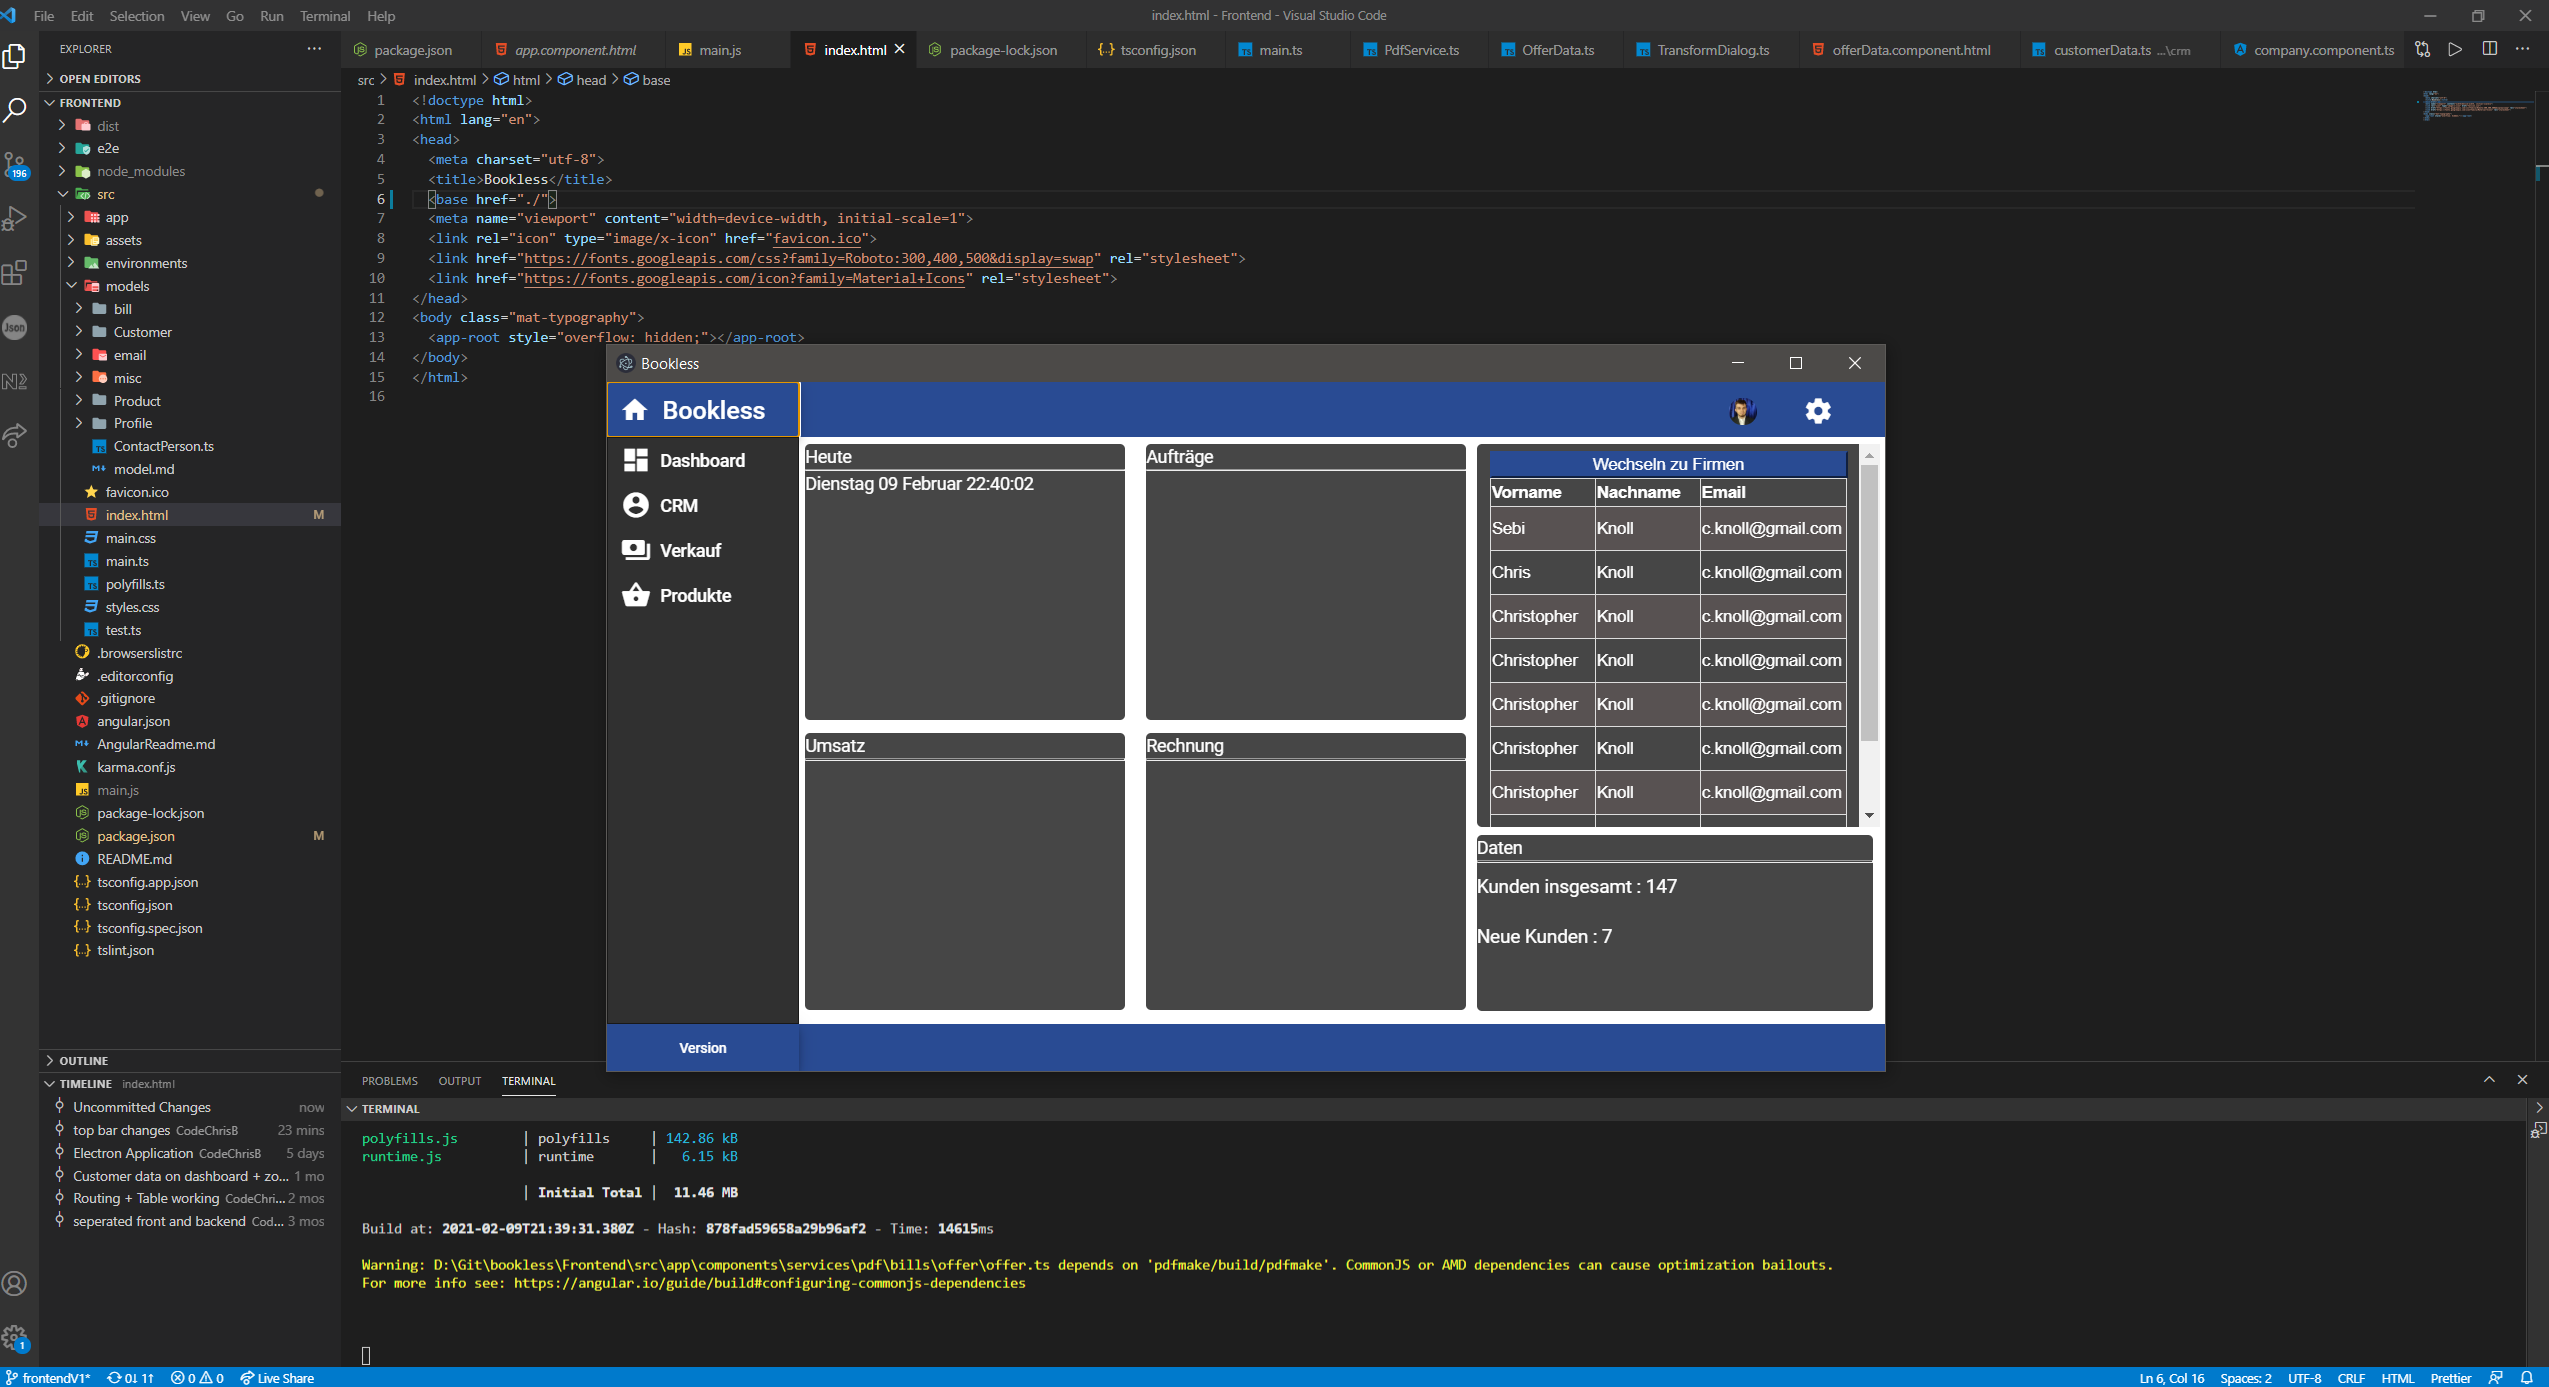 File Edit Selection View Go Run Terminal Help
index.html - Frontend - Visual Studio Code
EXPLORER
package.json app.component.html main.js index.html package-lock.json tsconfig.json main.ts PdfService.ts OfferData.ts TransformDialog.ts offerData.component.html customerData.ts ...\crm company.component.ts
OPEN EDITORS
FRONTEND
dist
e2e
node_modules
src
app
assets
environments
models
bill
Customer
email
misc
Product
Profile
ContactPerson.ts
model.md
favicon.ico
index.html M
main.css
main.ts
polyfills.ts
styles.css
test.ts
.browserslistrc
.editorconfig
.gitignore
angular.json
AngularReadme.md
karma.conf.js
main.js
package-lock.json
package.json M
README.md
tsconfig.app.json
tsconfig.json
tsconfig.spec.json
tslint.json
OUTLINE
TIMELINE index.html
Uncommitted Changes now
top bar changes CodeChrisB 23 mins
Electron Application CodeChrisB 5 days
Customer data on dashboard + zo... 1 mo
Routing + Table working CodeChri... 2 mos
seperated front and backend Cod... 3 mos
196
Json
1
src > index.html > html > head > base
1 <!doctype html>
2 <html lang="en">
3 <head>
4 <meta charset="utf-8">
5 <title>Bookless</title>
6 <base href="./">
7 <meta name="viewport" content="width=device-width, initial-scale=1">
8 <link rel="icon" type="image/x-icon" href="favicon.ico">
9 <link href="https://fonts.googleapis.com/css?family=Roboto:300,400,500&display=swap" rel="stylesheet">
10 <link href="https://fonts.googleapis.com/icon?family=Material+Icons" rel="stylesheet">
11 </head>
12 <body class="mat-typography">
13 <app-root style="overflow: hidden;"></app-root>
14 </body>
15 </html>
16
Bookless
Bookless
Dashboard
CRM
Verkauf
Produkte
Version
Heute
Dienstag 09 Februar 22:40:02
Aufträge
Umsatz
Rechnung
Wechseln zu Firmen
Vorname Nachname Email
Sebi Knoll c.knoll@gmail.com
Chris Knoll c.knoll@gmail.com
Christopher Knoll c.knoll@gmail.com
Christopher Knoll c.knoll@gmail.com
Christopher Knoll c.knoll@gmail.com
Christopher Knoll c.knoll@gmail.com
Christopher Knoll c.knoll@gmail.com
Daten
Kunden insgesamt : 147
Neue Kunden : 7
PROBLEMS OUTPUT TERMINAL
TERMINAL
polyfills.js | polyfills | 142.86 kB
runtime.js | runtime | 6.15 kB
| Initial Total | 11.46 MB
Build at: 2021-02-09T21:39:31.380Z - Hash: 878fad59658a29b96af2 - Time: 14615ms
Warning: D:\Git\bookless\Frontend\src\app\components\services\pdf\bills\offer\offer.ts depends on 'pdfmake/build/pdfmake'. CommonJS or AMD dependencies can cause optimization bailouts.
For more info see: https://angular.io/guide/build#configuring-commonjs-dependencies
frontendV1* 0↓ 1↑ 0 0 Live Share
Ln 6, Col 16 Spaces: 2 UTF-8 CRLF HTML Prettier